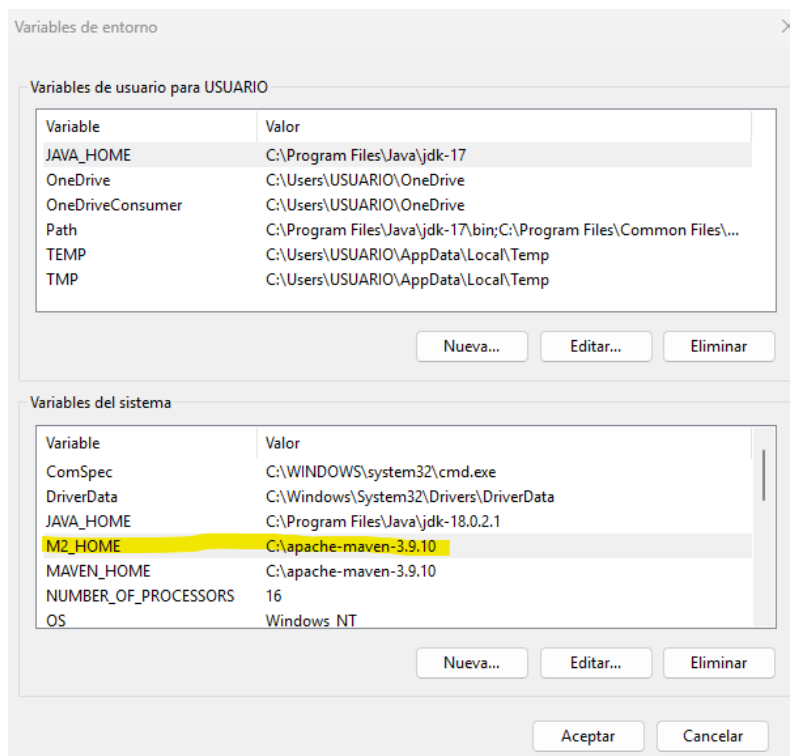 Variables de entorno
Variables de usuario para USUARIO
Variable Valor
JAVA_HOME C:\Program Files\Java\jdk-17
OneDrive C:\Users\USUARIO\OneDrive
OneDriveConsumer C:\Users\USUARIO\OneDrive
Path C:\Program Files\Java\jdk-17\bin;C:\Program Files\Common Files\...
TEMP C:\Users\USUARIO\AppData\Local\Temp
TMP C:\Users\USUARIO\AppData\Local\Temp
Nueva... Editar... Eliminar
Variables del sistema
Variable Valor
ComSpec C:\WINDOWS\system32\cmd.exe
DriverData C:\Windows\System32\Drivers\DriverData
JAVA_HOME C:\Program Files\Java\jdk-18.0.2.1
M2_HOME C:\apache-maven-3.9.10
MAVEN_HOME C:\apache-maven-3.9.10
NUMBER_OF_PROCESSORS 16
OS Windows_NT
Nueva... Editar... Eliminar
Aceptar Cancelar